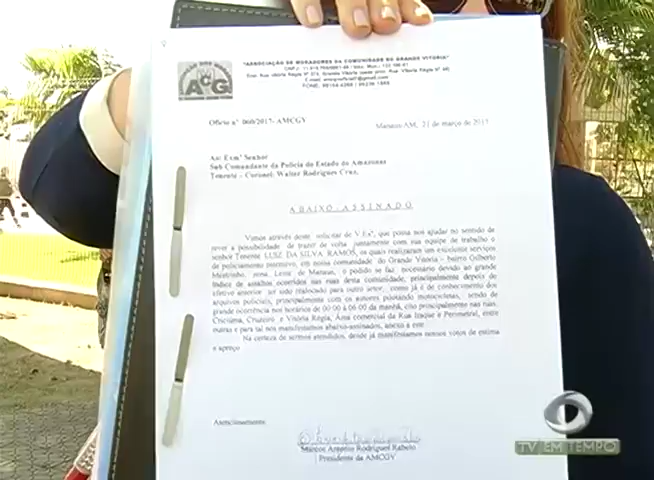 "ASSOCIAÇÃO DE MORADORES DA COMUNIDADE DO GRANDE VITÓRIA"
Ofício nº 060/2017- AMCGV
Manaus-AM, 21 de março de 2017
Ao: Exmº Senhor
Sub Comandante da Policia do Estado do Amazonas
Tenente - Coronel: Walter Rodrigues Cruz,
ABAIXO-ASSINADO
Vimos através deste solicitar de V.Exª, que possa nos ajudar no sentido de
rever a possibilidade de trazer de volta juntamente com sua equipe de trabalho o
senhor Tenente LUIZ DA SILVA RAMOS, os quais realizaram um excelente serviços
de policiamento ostensivo, em nossa comunidade do Grande Vitória - bairro Gilberto
Mestrinho, zona Leste de Manaus, o pedido se faz necessário devido ao grande
índice de assaltos ocorridos nas ruas desta comunidade, principalmente depois do
efetivo anterior ter sido realocado para outro setor, como já é de conhecimento dos
arquivos policiais, principalmente com os autores pilotando motocicletas, sendo de
grande ocorrência nos horários de 00:00 à 06:00 da manhã, cito principalmente nas ruas,
Criciúma, Cruzeiro e Vitória Régia, Área comercial da Rua Iraque e Perimetral, entre
outras e para tal nos manifestamos abaixo-assinados, anexo a este
Na certeza de sermos atendidos, desde já manifestamos nossos votos de estima
e apreço
Atenciosamente:
Marcos Antonio Rodrigues Rabelo
Presidente da AMCGV
TV EM TEMPO